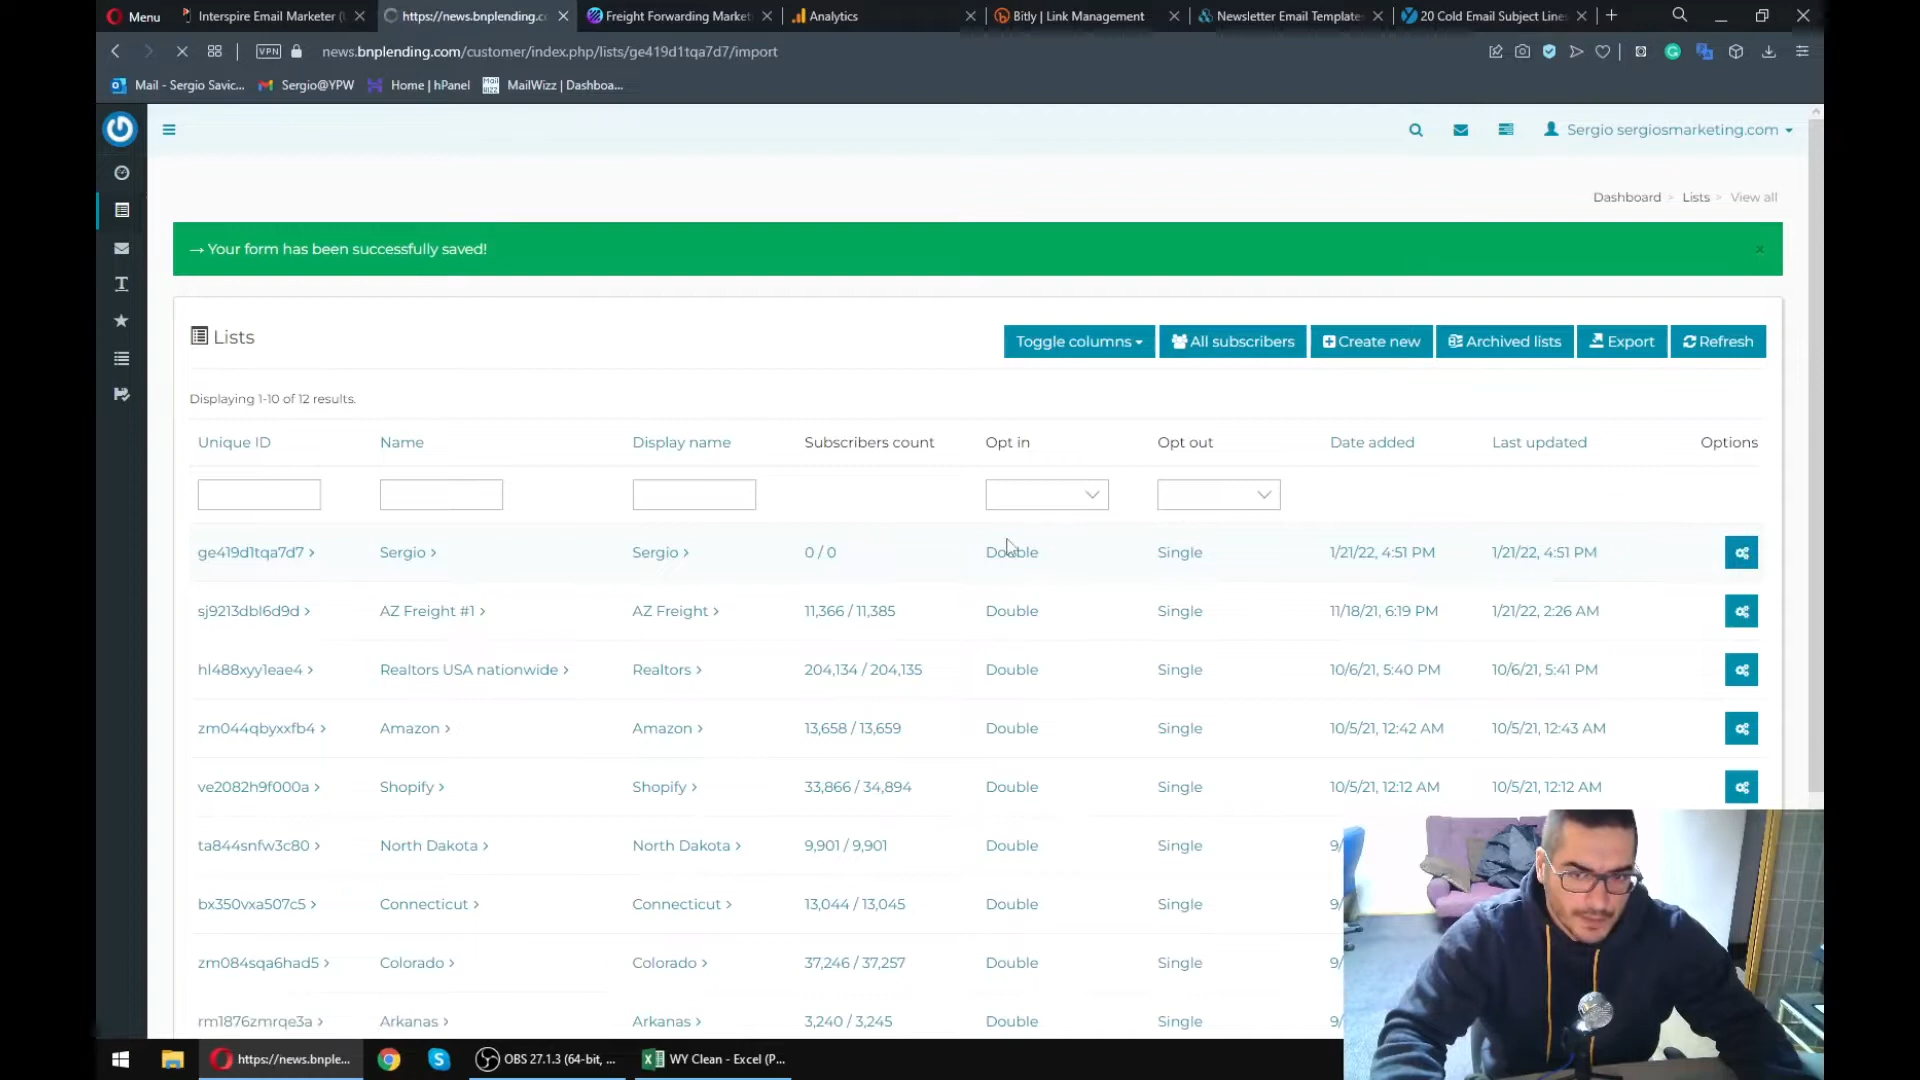 Menu
Interspire Email Marketer (
https://news.bnplending.c
Freight Forwarding Market
Analytics
Bitly | Link Management
Newsletter Email Template
20 Cold Email Subject Line
VPN
news.bnplending.com/customer/index.php/lists/ge419d1tqa7d7/import
Mail - Sergio Savic...
Sergio@YPW
Home | hPanel
MailWizz | Dashboa...
Sergio sergiosmarketing.com
Dashboard > Lists > View all
→ Your form has been successfully saved! ×
Lists
Toggle columns
All subscribers
Create new
Archived lists
Export
Refresh
Displaying 1-10 of 12 results.
Unique ID Name Display name Subscribers count Opt in Opt out Date added Last updated Options
ge419d1tqa7d7 > Sergio > Sergio > 0 / 0 Double Single 1/21/22, 4:51 PM 1/21/22, 4:51 PM
sj9213dbl6d9d > AZ Freight #1 > AZ Freight > 11,366 / 11,385 Double Single 11/18/21, 6:19 PM 1/21/22, 2:26 AM
hl488xyy1eae4 > Realtors USA nationwide > Realtors > 204,134 / 204,135 Double Single 10/6/21, 5:40 PM 10/6/21, 5:41 PM
zm044qbyxxfb4 > Amazon > Amazon > 13,658 / 13,659 Double Single 10/5/21, 12:42 AM 10/5/21, 12:43 AM
ve2082h9f000a > Shopify > Shopify > 33,866 / 34,894 Double Single 10/5/21, 12:12 AM 10/5/21, 12:12 AM
ta844snfw3c80 > North Dakota > North Dakota > 9,901 / 9,901 Double Single 9/
bx350vxa507c5 > Connecticut > Connecticut > 13,044 / 13,045 Double Single 9/
zm084sqa6had5 > Colorado > Colorado > 37,246 / 37,257 Double Single 9/
rm1876zmrqe3a > Arkanas > Arkanas > 3,240 / 3,245 Double Single 9/
https://news.bnple...
OBS 27.1.3 (64-bit, ...
WY Clean - Excel (P...